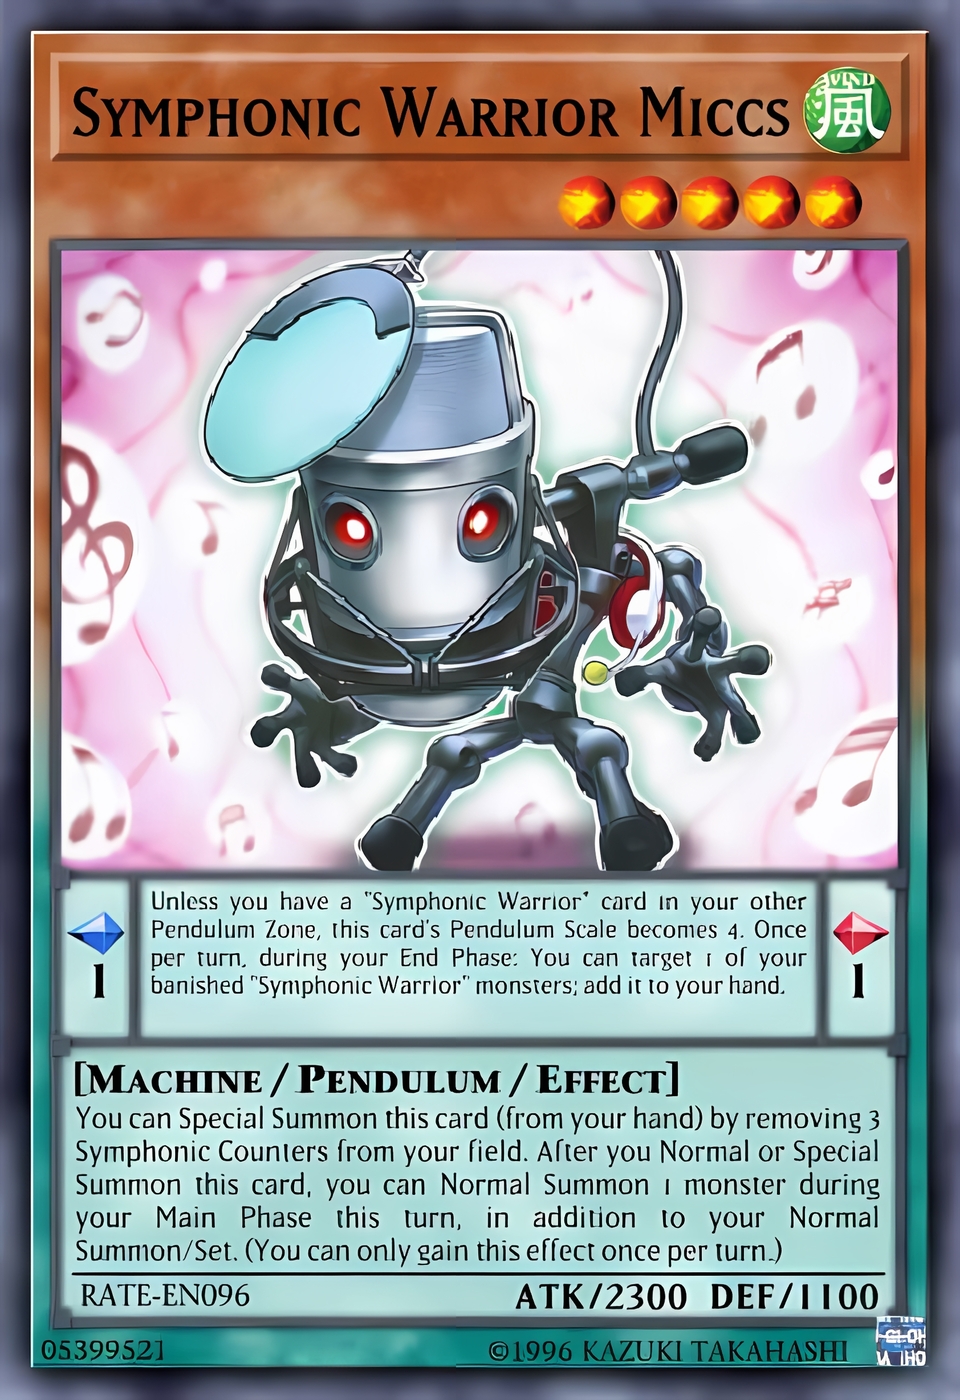 SYMPHONIC WARRIOR MICCS
WIND
風
Unless you have a "Symphonic Warrior" card in your other
Pendulum Zone, this card's Pendulum Scale becomes 4. Once
per turn, during your End Phase: You can target 1 of your
banished "Symphonic Warrior" monsters; add it to your hand.
1
1
[MACHINE / PENDULUM / EFFECT]
You can Special Summon this card (from your hand) by removing 3
Symphonic Counters from your field. After you Normal or Special
Summon this card, you can Normal Summon 1 monster during
your Main Phase this turn, in addition to your Normal
Summon/Set. (You can only gain this effect once per turn.)
RATE-EN096
ATK/2300 DEF/1100
05399521
©1996 KAZUKI TAKAHASHI